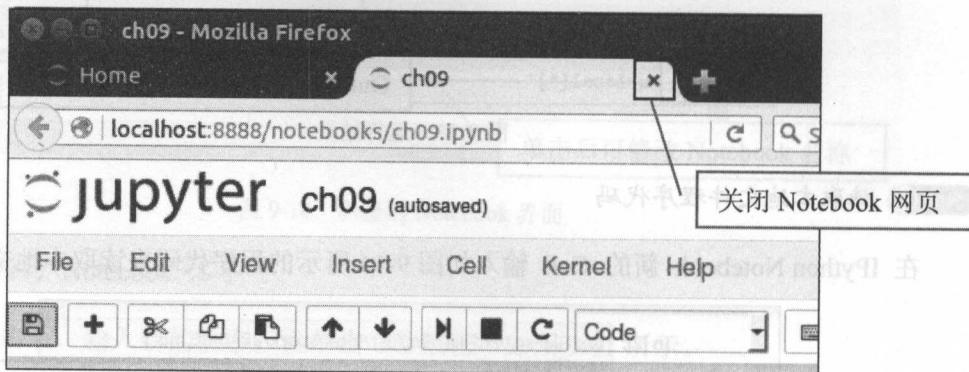 ch09 - Mozilla Firefox
Home × ch09 ×
localhost:8888/notebooks/ch09.ipynb
jupyter ch09 (autosaved)
关闭 Notebook 网页
File Edit View Insert Cell Kernel Help
Code